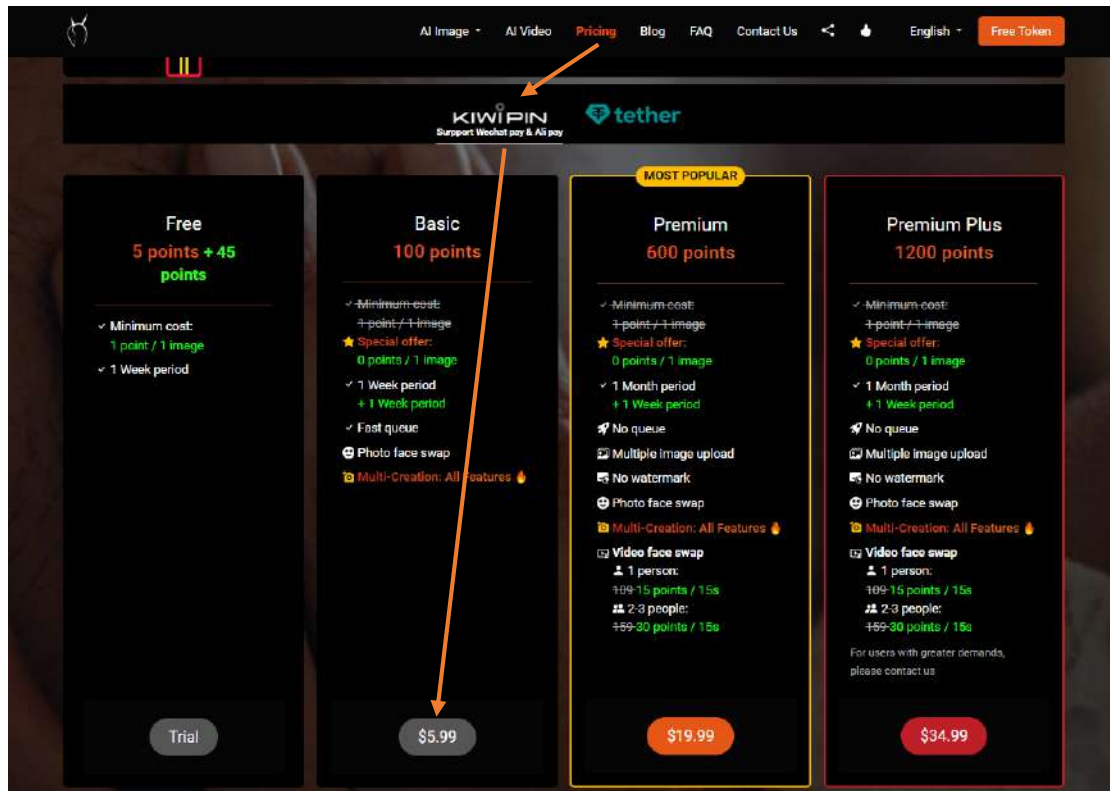 AI Image AI Video Pricing Blog FAQ Contact Us English Free Token
KIWIPIN tether
Surpport Wechat pay & Ali pay
Free
5 points + 45
points
Minimum cost:
1 point / 1 image
1 Week period
Trial
Basic
100 points
Minimum cost:
1 point / 1 image
Special offer:
0 points / 1 image
1 Week period
+ 1 Week period
Fast queue
Photo face swap
Multi-Creation: All Features
$5.99
MOST POPULAR
Premium
600 points
Minimum cost:
1 point / 1 image
Special offer:
0 points / 1 image
1 Month period
+ 1 Week period
No queue
Multiple image upload
No watermark
Photo face swap
Multi-Creation: All Features
Video face swap
1 person:
109 15 points / 15s
2-3 people:
159 30 points / 15s
$19.99
Premium Plus
1200 points
Minimum cost:
1 point / 1 image
Special offer:
0 points / 1 image
1 Month period
+ 1 Week period
No queue
Multiple image upload
No watermark
Photo face swap
Multi-Creation: All Features
Video face swap
1 person:
109 15 points / 15s
2-3 people:
159 30 points / 15s
For users with greater demands,
please contact us
$34.99